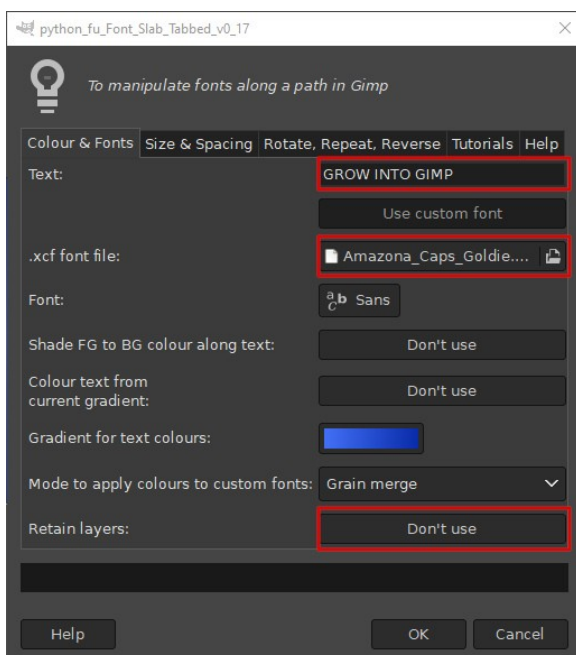 python_fu_Font_Slab_Tabbed_v0_17
To manipulate fonts along a path in Gimp
Colour & Fonts Size & Spacing Rotate, Repeat, Reverse Tutorials Help
Text: GROW INTO GIMP
Use custom font
.xcf font file: Amazona_Caps_Goldie....
Font: abc Sans
Shade FG to BG colour along text: Don't use
Colour text from
current gradient: Don't use
Gradient for text colours:
Mode to apply colours to custom fonts: Grain merge
Retain layers: Don't use
Help OK Cancel